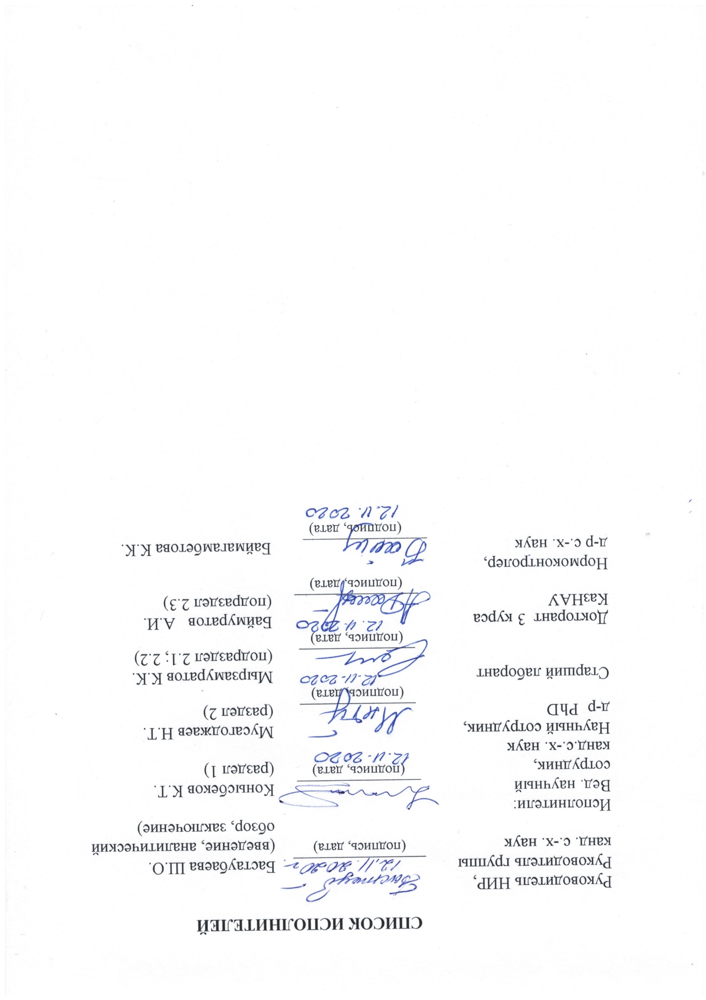 СПИСОК ИСПОЛНИТЕЛЕЙ
Руководитель НИР,
Руководитель группы
канд. с.-х. наук
12.11.2020г.
(подпись, дата)
Бастаубаева Ш.О.
(введение, аналитический
обзор, заключение)
Исполнители:
Вед. научный
сотрудник,
канд.с.-х. наук
(подпись, дата)
12.11.2020
Конысбеков К.Т.
(раздел 1)
Научный сотрудник,
д-р PhD
(подпись, дата)
12.11.2020
Мусагоджаев Н.Т.
(раздел 2)
Старший лаборант
(подпись, дата)
12.11.2020
Мырзамуратов К.К.
(подраздел 2.1; 2.2)
Докторант 3 курса
КазНАУ
(подпись, дата)
Баймуратов А.И.
(подраздел 2.3)
Нормоконтролер,
д-р с.-х. наук
(подпись, дата)
12.11.2020
Баймагамбетова К.К.